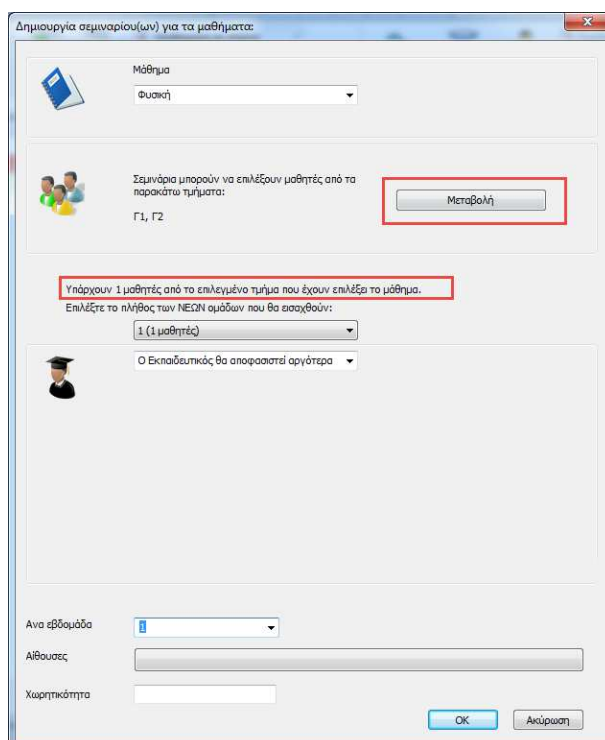 Δημιουργία σεμιναρίου(ων) για τα μαθήματα:
Μάθημα
Φυσική
Σεμινάρια μπορούν να επιλέξουν μαθητές από τα
παρακάτω τμήματα:
Γ1, Γ2
Μεταβολή
Υπάρχουν 1 μαθητές από το επιλεγμένο τμήμα που έχουν επιλέξει το μάθημα.
Επιλέξτε το πλήθος των ΝΕΩΝ ομάδων που θα εισαχθούν:
1 (1 μαθητές)
Ο Εκπαιδευτικός θα αποφασιστεί αργότερα
Ανα εβδομάδα
1
Αίθουσες
Χωρητικότητα
OK
Ακύρωση